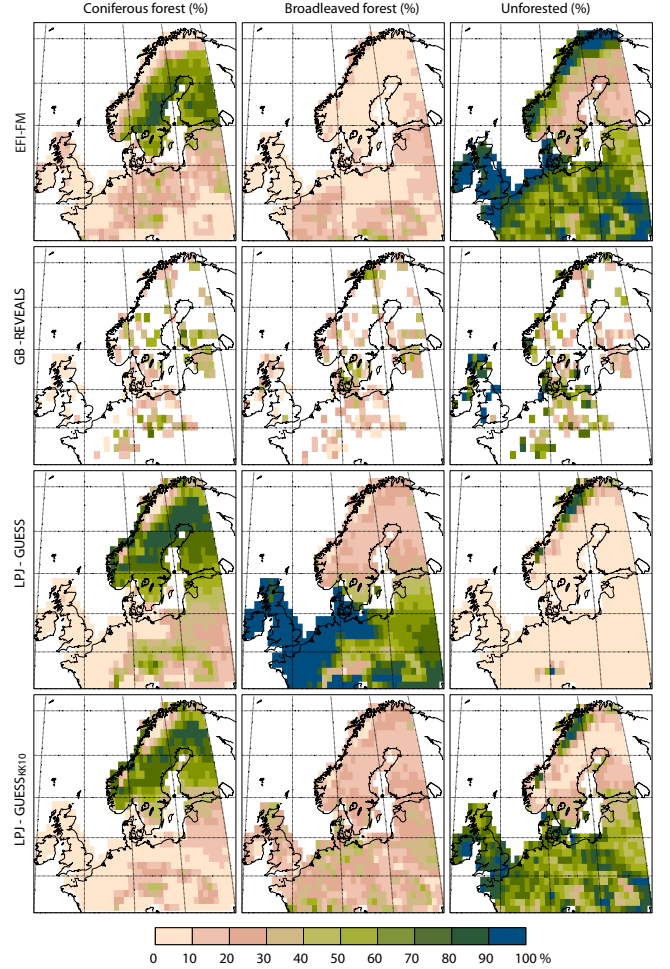 Coniferous forest (%) Broadleaved forest (%) Unforested (%)
EFI-FM
GB -REVEALS
LPJ - GUESS
LPJ - GUESSKK10
0 10 20 30 40 50 60 70 80 90 100 %